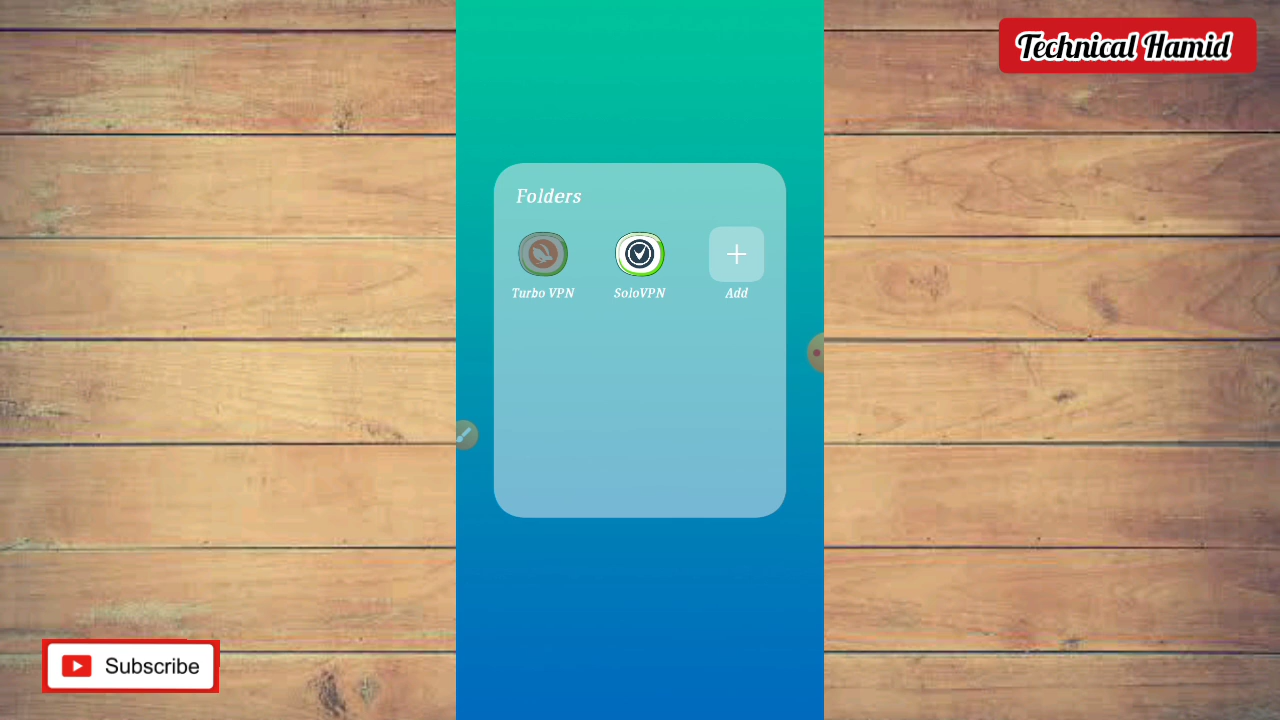 Technical Hamid
Folders
Turbo VPN
SoloVPN
Add
Subscribe